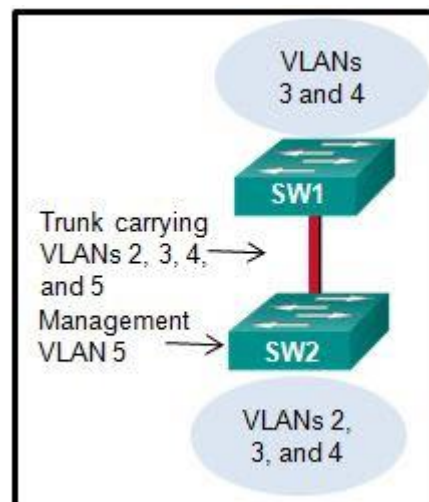 VLANs
3 and 4
SW1
Trunk carrying
VLANs 2, 3, 4,
and 5
Management
VLAN 5
SW2
VLANs 2,
3, and 4